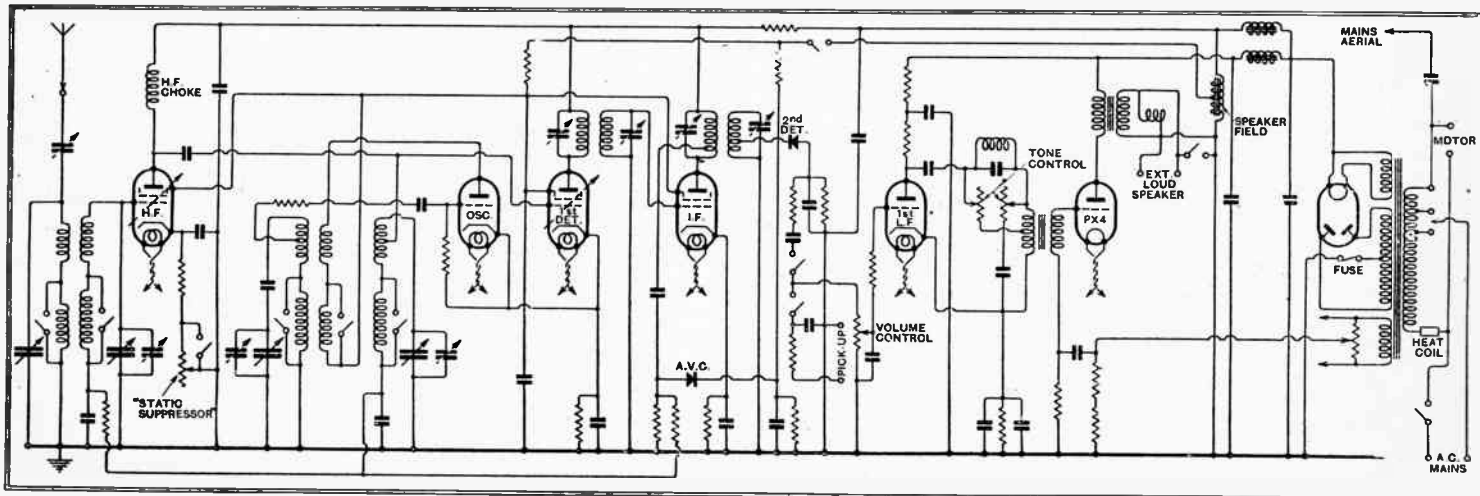 H.F.
CHOKE
H.F.
"STATIC
SUPPRESSOR"
OSC.
1st
DET.
I.F.
2nd
DET.
A.V.C.
PICK-UP
VOLUME
CONTROL
1st
L.F
TONE
CONTROL
PX4
EXT.
LOUD
SPEAKER
SPEAKER
FIELD
MAINS
AERIAL
MOTOR
FUSE
HEAT
COIL
A.C.
MAINS